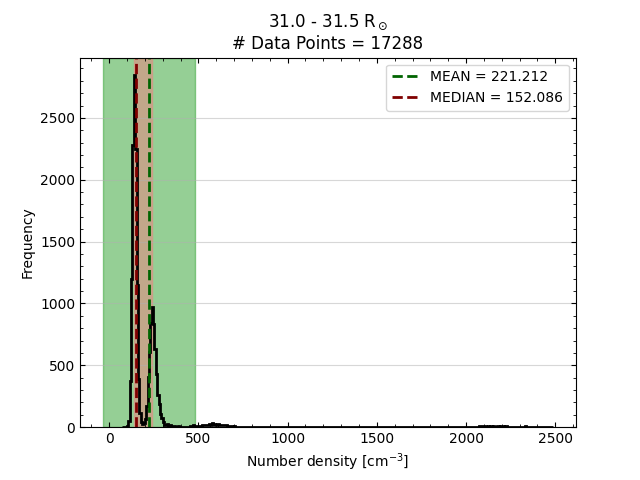 31.0 - 31.5 R⊙
# Data Points = 17288
MEAN = 221.212
MEDIAN = 152.086
2500
2000
1500
1000
500
0
Frequency
0 500 1000 1500 2000 2500
Number density [cm⁻³]